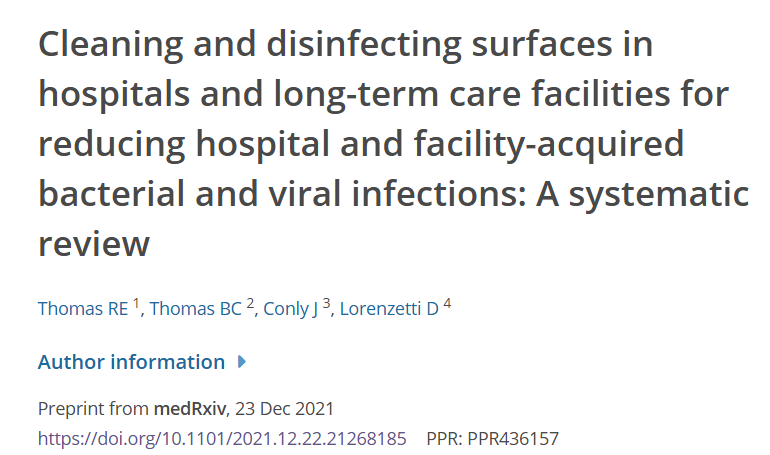 Cleaning and disinfecting surfaces in
hospitals and long-term care facilities for
reducing hospital and facility-acquired
bacterial and viral infections: A systematic
review
Thomas RE 1, Thomas BC 2, Conly J 3, Lorenzetti D 4
Author information
Preprint from medRxiv, 23 Dec 2021
https://doi.org/10.1101/2021.12.22.21268185 PPR: PPR436157